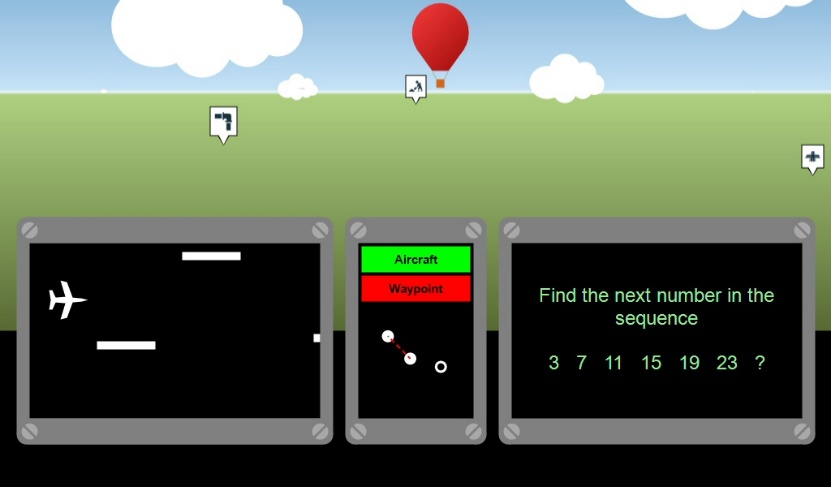 Aircraft
Waypoint
Find the next number in the
sequence
3 7 11 15 19 23 ?